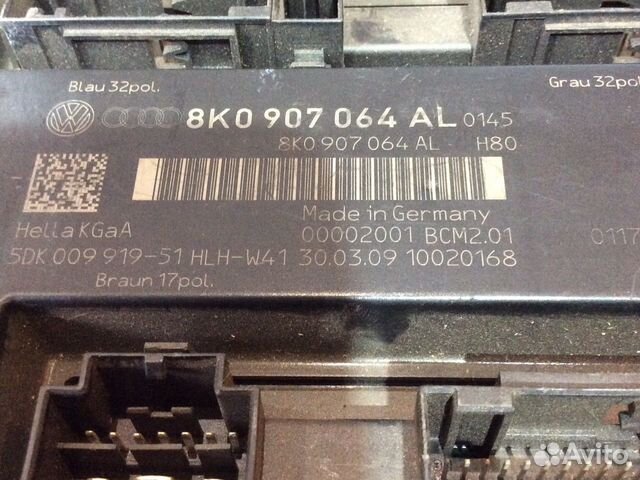 Blau 32pol.
Grau 32pol
8K0 907 064 AL 0145
8K0 907 064 AL H80
Made in Germany
Hella KGaA
00002001 BCM2.01
0117
5DK 009 919-51 HLH-W41 30.03.09 10020168
Braun 17pol.
Avito